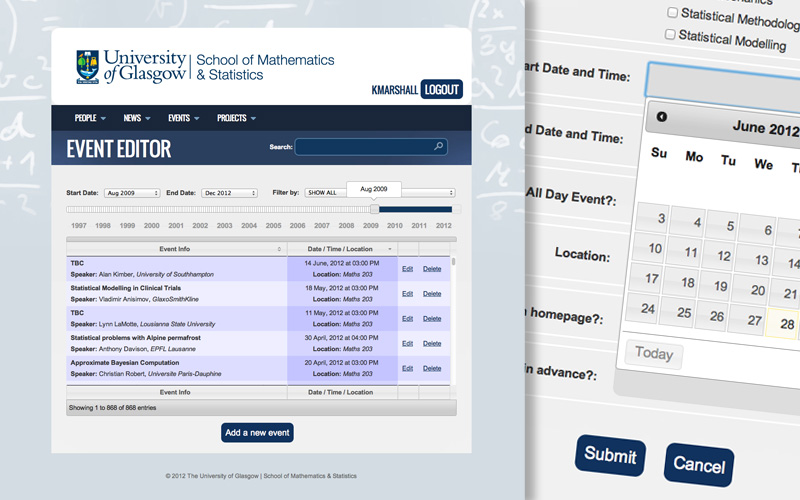 University
of Glasgow
School of Mathematics
& Statistics
KMARSHALL LOGOUT
PEOPLE NEWS EVENTS PROJECTS
EVENT EDITOR
Search:
Start Date: Aug 2009 End Date: Dec 2012 Filter by: SHOW ALL
Aug 2009
1997 1998 1999 2000 2001 2002 2003 2004 2005 2006 2007 2008 2009 2010 2011 2012
Event Info Date / Time / Location
TBC 14 June, 2012 at 03:00 PM
Speaker: Alan Kimber, University of Southhampton Location: Maths 203 Edit Delete
Statistical Modelling in Clinical Trials 18 May, 2012 at 03:00 PM
Speaker: Vladimir Anisimov, GlaxoSmithKline Location: Maths 203 Edit Delete
TBC 11 May, 2012 at 03:00 PM
Speaker: Lynn LaMotte, Lousianna State University Location: Maths 203 Edit Delete
Statistical problems with Alpine permafrost 30 April, 2012 at 04:00 PM
Speaker: Anthony Davison, EPFL Lausanne Location: Maths 203 Edit Delete
Approximate Bayesian Computation 20 April, 2012 at 03:00 PM
Speaker: Christian Robert, Universite Paris-Dauphine Location: Maths 203 Edit Delete
Event Info Date / Time / Location
Showing 1 to 868 of 868 entries
Add a new event
© 2012 The University of Glasgow | School of Mathematics & Statistics
Statistical Methodolog
Statistical Modelling
art Date and Time:
June 2012
Su Mo Tu We
d Date and Time:
All Day Event?:
3 4 5 6
Location:
10 11 12 13
17 18 19 20 21
n homepage?:
24 25 26 27 28
Today
in advance?:
Submit Cancel